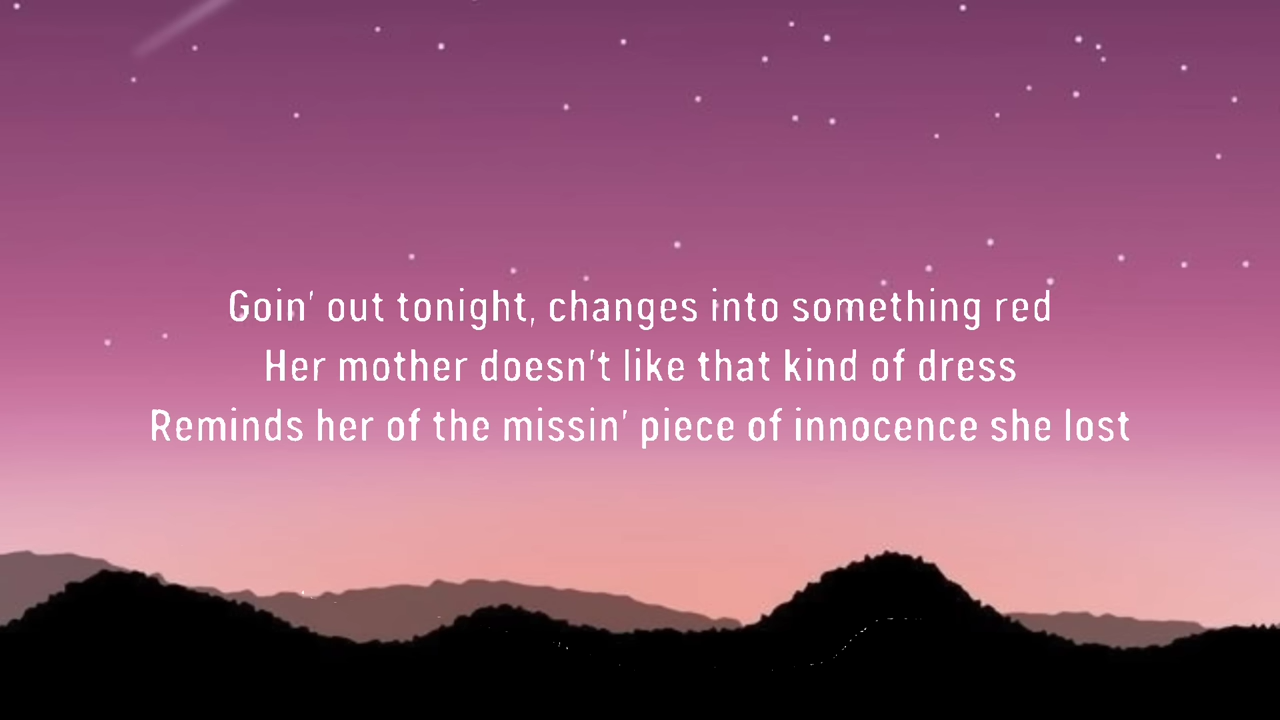 Goin' out tonight, changes into something red
Her mother doesn't like that kind of dress
Reminds her of the missin' piece of innocence she lost